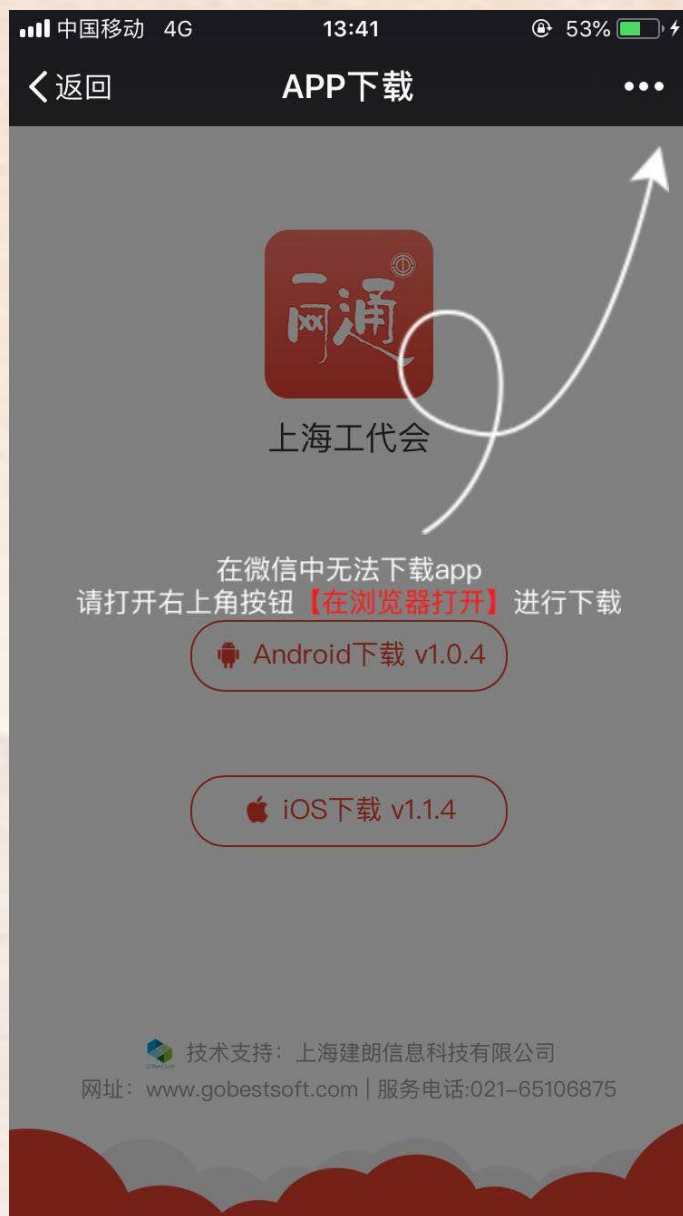 中国移动 4G 13:41 53%
返回 APP下载
一网通
上海工代会
在微信中无法下载app
请打开右上角按钮【在浏览器打开】进行下载
Android下载 v1.0.4
iOS下载 v1.1.4
技术支持：上海建朗信息科技有限公司
网址：www.gobestsoft.com | 服务电话:021-65106875